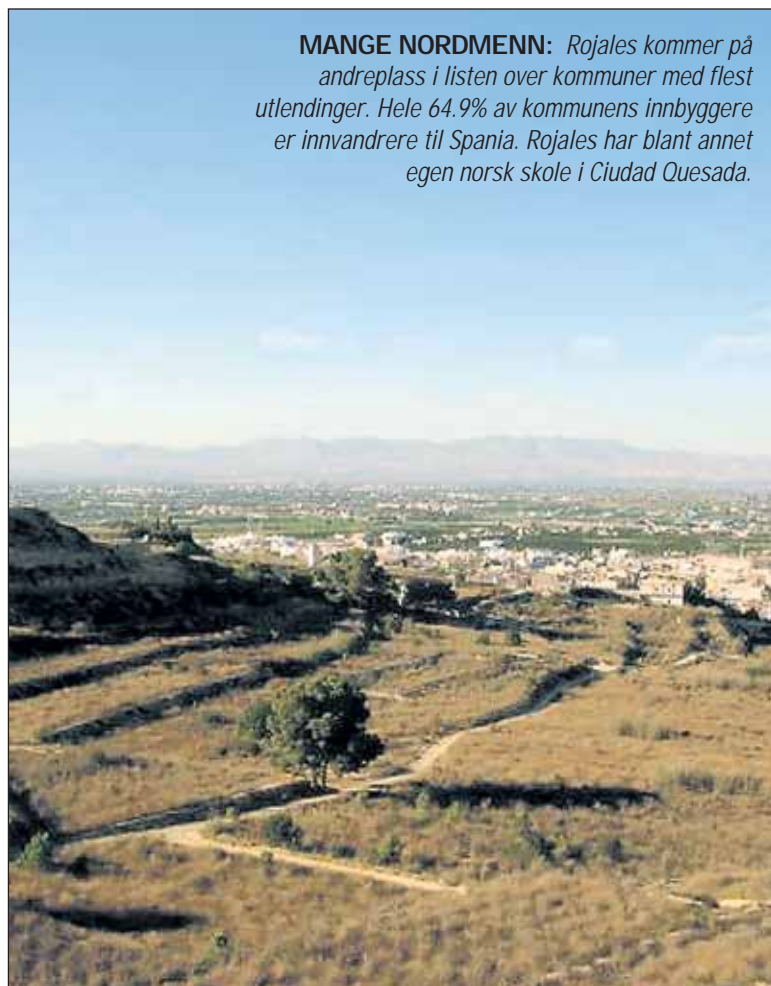 MANGE NORDMENN: Rojales kommer på
andreplass i listen over kommuner med flest
utlendinger. Hele 64.9% av kommunens innbyggere
er innvandrere til Spania. Rojales har blant annet
egen norsk skole i Ciudad Quesada.